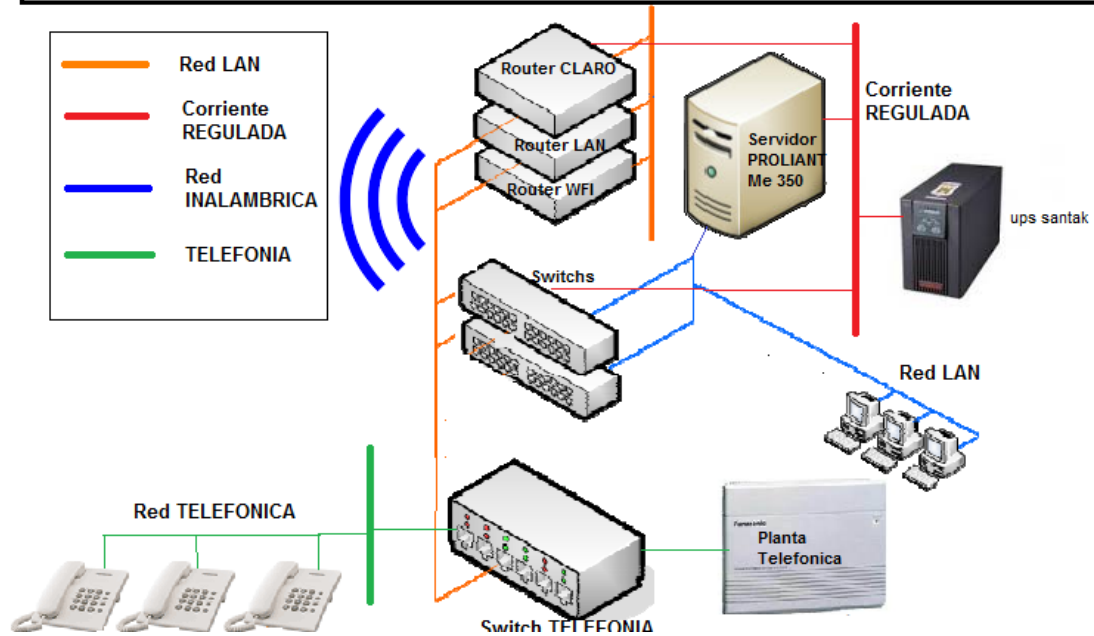 Red LAN
Corriente
REGULADA
Red
INALAMBRICA
TELEFONIA
Router CLARO
Router LAN
Router WFI
Servidor
PROLIANT
Me 350
Corriente
REGULADA
ups santak
Switchs
Red LAN
Red TELEFONICA
Planta
Telefonica
Switch TELEFONIA